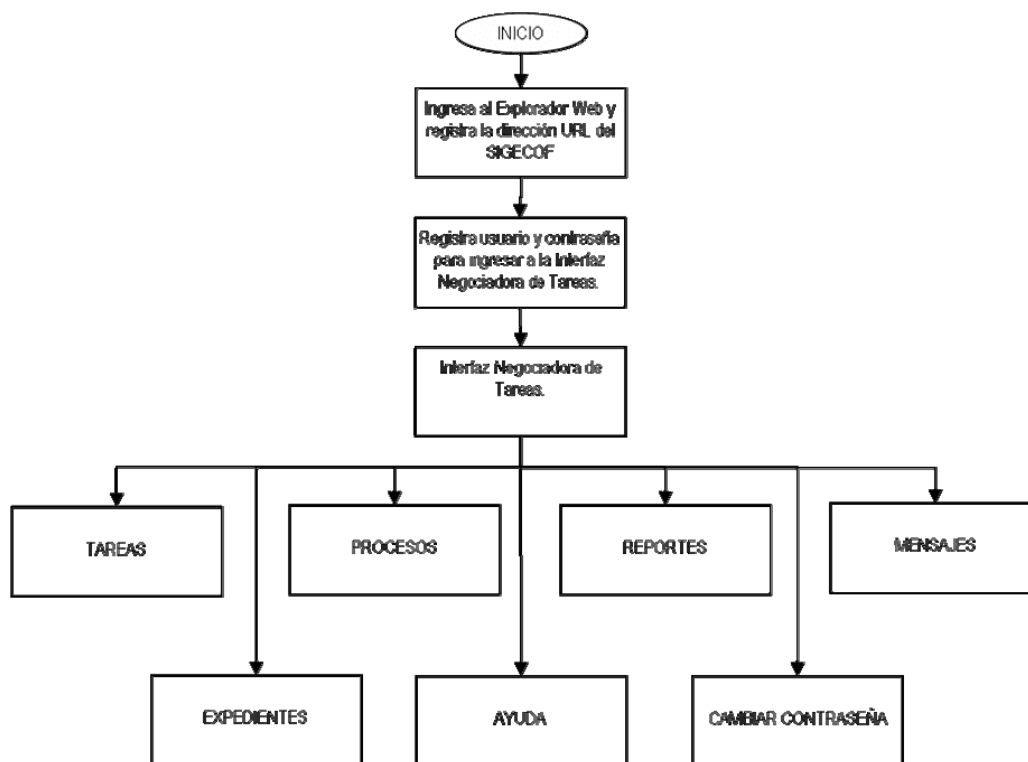 INICIO
Ingresa al Explorador Web y
registra la dirección URL del
SIGECOF
Registra usuario y contraseña
para ingresar a la Interfaz
Negociadora de Tareas.
Interfaz Negociadora de
Tareas.
TAREAS
PROCESOS
REPORTES
MENSAJES
EXPEDIENTES
AYUDA
CAMBIAR CONTRASEÑA